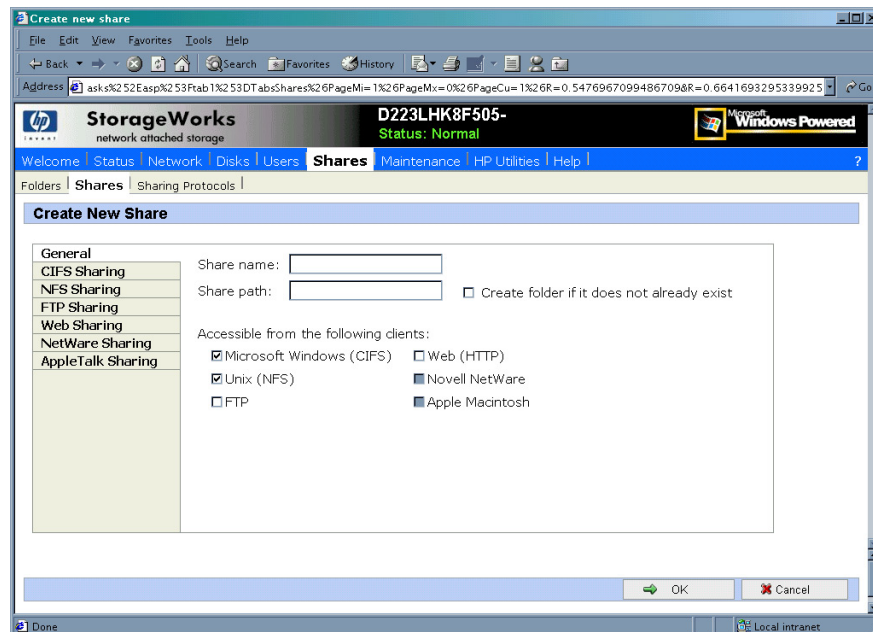 Create new share
File Edit View Favorites Tools Help
Back Search Favorites History
Address asks%252Easp%253Ftab1%253DTabsShares%26PageMi=1%26PageMx=0%26PageCu=1%26R=0.5476967099486709&R=0.6641693295339925 Go
hp StorageWorks D223LHK8F505- Microsoft Windows Powered
invent network attached storage Status: Normal
Welcome Status Network Disks Users Shares Maintenance HP Utilities Help ?
Folders Shares Sharing Protocols
Create New Share
General
CIFS Sharing
NFS Sharing
FTP Sharing
Web Sharing
NetWare Sharing
AppleTalk Sharing
Share name:
Share path: Create folder if it does not already exist
Accessible from the following clients:
Microsoft Windows (CIFS) Web (HTTP)
Unix (NFS) Novell NetWare
FTP Apple Macintosh
OK Cancel
Done Local intranet